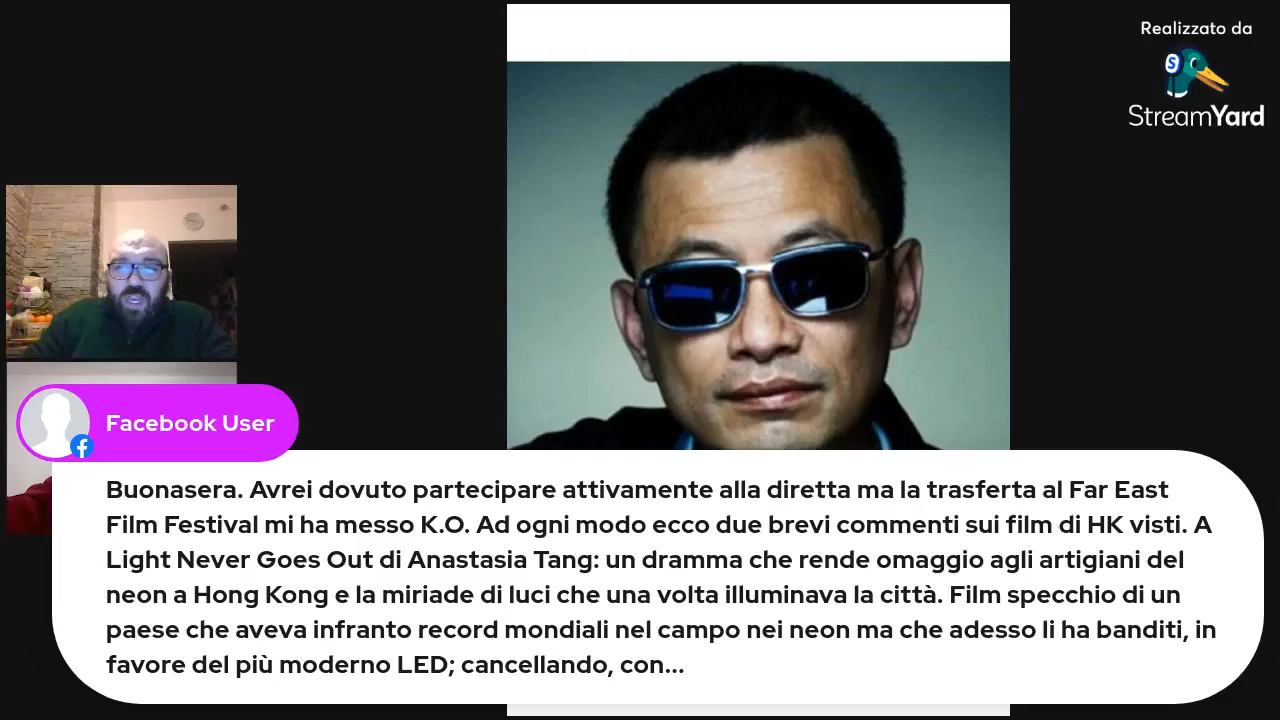 Realizzato da
StreamYard
Facebook User
Buonasera. Avrei dovuto partecipare attivamente alla diretta ma la trasferta al Far East
Film Festival mi ha messo K.O. Ad ogni modo ecco due brevi commenti sui film di HK visti. A
Light Never Goes Out di Anastasia Tang: un dramma che rende omaggio agli artigiani del
neon a Hong Kong e la miriade di luci che una volta illuminava la città. Film specchio di un
paese che aveva infranto record mondiali nel campo nei neon ma che adesso li ha banditi, in
favore del più moderno LED; cancellando, con...